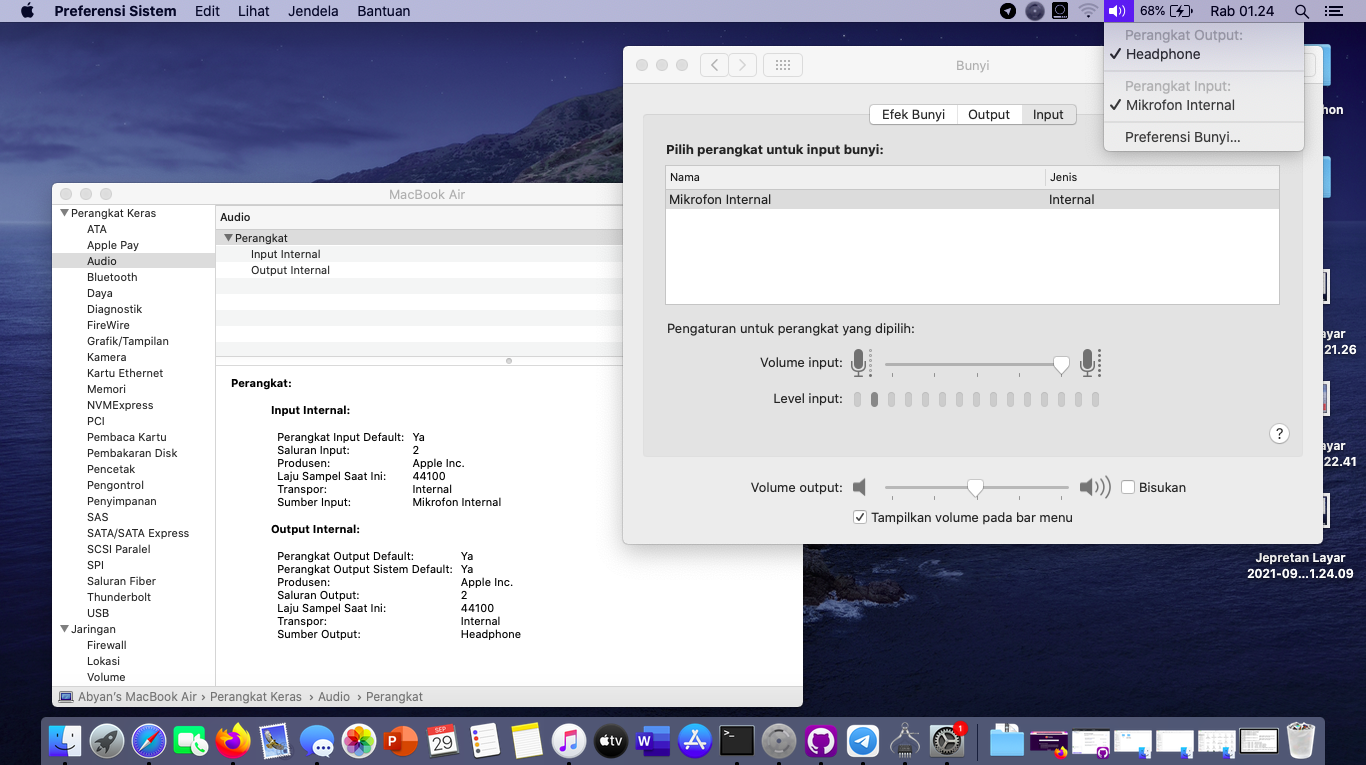 Preferensi Sistem Edit Lihat Jendela Bantuan 68% Rab 01.24
Perangkat Output:
✓ Headphone
Perangkat Input:
✓ Mikrofon Internal
Preferensi Bunyi...
Bunyi
Efek Bunyi Output Input
Pilih perangkat untuk input bunyi:
Nama Jenis
Mikrofon Internal Internal
Pengaturan untuk perangkat yang dipilih:
Volume input:
Level input:
?
Volume output: Bisukan
Tampilkan volume pada bar menu
MacBook Air
Perangkat Keras
ATA
Apple Pay
Audio
Bluetooth
Daya
Diagnostik
FireWire
Grafik/Tampilan
Kamera
Kartu Ethernet
Memori
NVMExpress
PCI
Pembaca Kartu
Pembakaran Disk
Pencetak
Pengontrol
Penyimpanan
SAS
SATA/SATA Express
SCSI Paralel
SPI
Saluran Fiber
Thunderbolt
USB
Jaringan
Firewall
Lokasi
Volume
Audio
Perangkat
Input Internal
Output Internal
Perangkat:
Input Internal:
Perangkat Input Default: Ya
Saluran Input: 2
Produsen: Apple Inc.
Laju Sampel Saat Ini: 44100
Transpor: Internal
Sumber Input: Mikrofon Internal
Output Internal:
Perangkat Output Default: Ya
Perangkat Output Sistem Default: Ya
Produsen: Apple Inc.
Saluran Output: 2
Laju Sampel Saat Ini: 44100
Transpor: Internal
Sumber Output: Headphone
Abyan's MacBook Air › Perangkat Keras › Audio › Perangkat
hon
ayar
21.26
ayar
22.41
Jepretan Layar
2021-09...1.24.09
SEP
29
tv
P
W
1